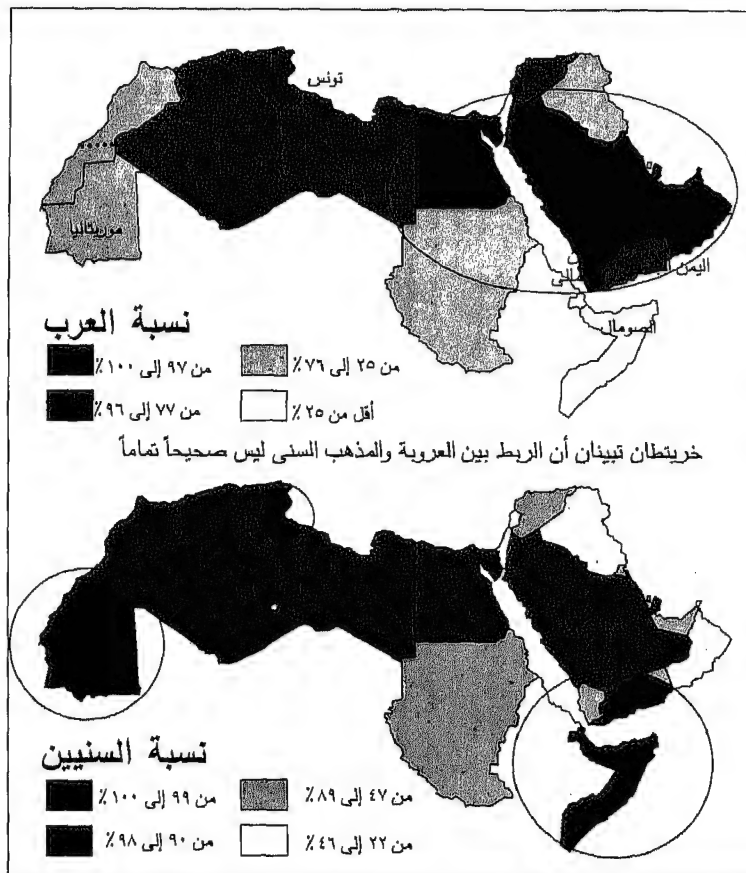 تونس
موريتانيا
اليمن
الصومال
نسبة العرب
من ٩٧ إلى ١٠٠٪
من ٢٥ إلى ٧٦٪
من ٧٧ إلى ٩٦٪
أقل من ٢٥٪
خريتطان تبينان أن الربط بين العروبة والمذهب السنى ليس صحيحاً تماماً
نسبة السنيين
من ٩٩ إلى ١٠٠٪
من ٤٧ إلى ٨٩٪
من ٩٠ إلى ٩٨٪
من ٢٢ إلى ٤٦٪